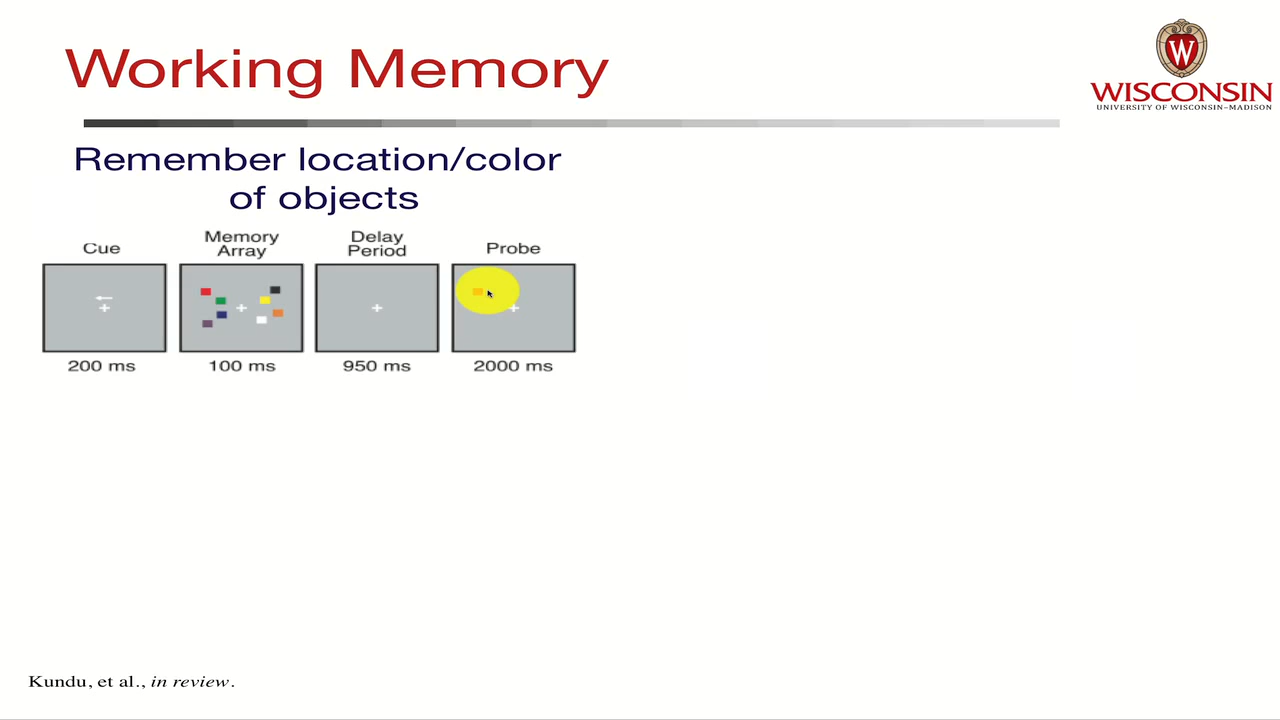 Working Memory
W
WISCONSIN
UNIVERSITY OF WISCONSIN–MADISON
Remember location/color
of objects
Cue
Memory
Array
Delay
Period
Probe
200 ms
100 ms
950 ms
2000 ms
Kundu, et al., in review.